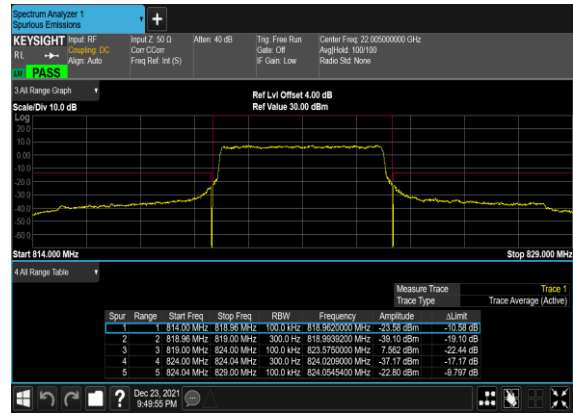 Spectrum Analyzer 1
Spurious Emissions
+
KEYSIGHT Input: RF Input Z: 50 Ω Atten: 40 dB Trig: Free Run Center Freq: 22.005000000 GHz
RL Coupling: DC Corr CCorr Gate: Off Avg|Hold: 100/100
Align: Auto Freq Ref: Int (S) IF Gain: Low Radio Std: None
PASS
3 All Range Graph
Ref Lvl Offset 4.00 dB
Scale/Div 10.0 dB Ref Value 30.00 dBm
Log
20.0
10.0
0.00
-10.0
-20.0
-30.0
-40.0
-50.0
-60.0
Start 814.000 MHz Stop 829.000 MHz
4 All Range Table
Measure Trace Trace 1
Trace Type Trace Average (Active)
Spur Range Start Freq Stop Freq RBW Frequency Amplitude ΔLimit
1 1 814.00 MHz 818.96 MHz 100.0 kHz 818.9620000 MHz -23.58 dBm -10.58 dB
2 2 818.96 MHz 819.00 MHz 300.0 Hz 818.9939200 MHz -39.10 dBm -19.10 dB
3 3 819.00 MHz 824.00 MHz 100.0 kHz 823.5750000 MHz 7.562 dBm -22.44 dB
4 4 824.00 MHz 824.04 MHz 300.0 Hz 824.0209000 MHz -37.17 dBm -17.17 dB
5 5 824.04 MHz 829.00 MHz 100.0 kHz 824.0545400 MHz -22.80 dBm -9.797 dB
?
Dec 23, 2021
9:49:55 PM